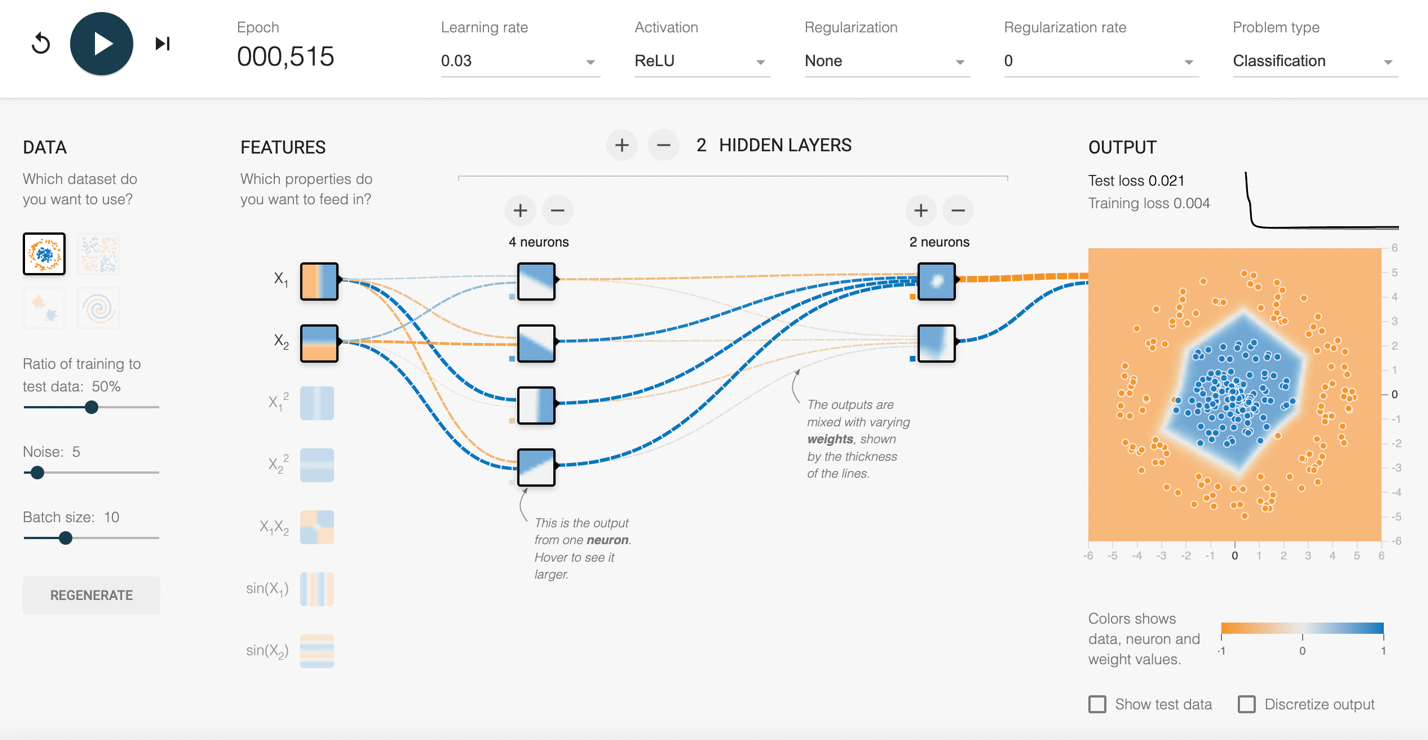 Epoch
000,515
Learning rate
0.03
Activation
ReLU
Regularization
None
Regularization rate
0
Problem type
Classification
DATA
Which dataset do
you want to use?
Ratio of training to
test data: 50%
Noise: 5
Batch size: 10
REGENERATE
FEATURES
Which properties do
you want to feed in?
X₁
X₂
X₁²
X₂²
X₁X₂
sin(X₁)
sin(X₂)
+ − 2 HIDDEN LAYERS
+ −
4 neurons
+ −
2 neurons
The outputs are
mixed with varying
weights, shown
by the thickness
of the lines.
This is the output
from one neuron.
Hover to see it
larger.
OUTPUT
Test loss 0.021
Training loss 0.004
6
5
4
3
2
1
0
-1
-2
-3
-4
-5
-6
-6 -5 -4 -3 -2 -1 0 1 2 3 4 5 6
Colors shows
data, neuron and
weight values.
-1 0 1
Show test data
Discretize output